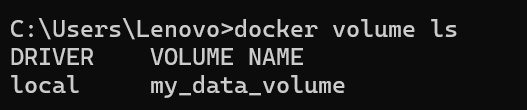 C:\Users\Lenovo>docker volume ls
DRIVER    VOLUME NAME
local     my_data_volume